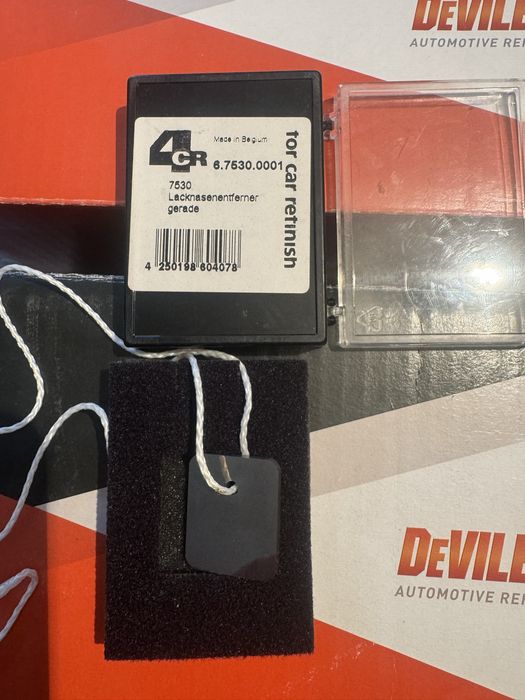 DEVILB
AUTOMOTIVE REF
4CR
Made in Belgium
6.7530.0001
7530
Lacknasenentferner
gerade
4 250198 604078
for car refinish
DEVILB
AUTOMOTIVE REF